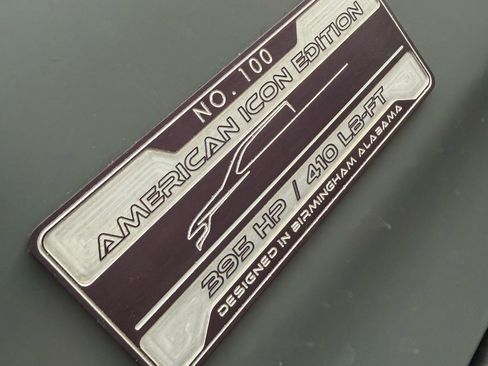 NO. 100
AMERICAN ICON EDITION
395 HP / 410 LB-FT
DESIGNED IN BIRMINGHAM ALABAMA